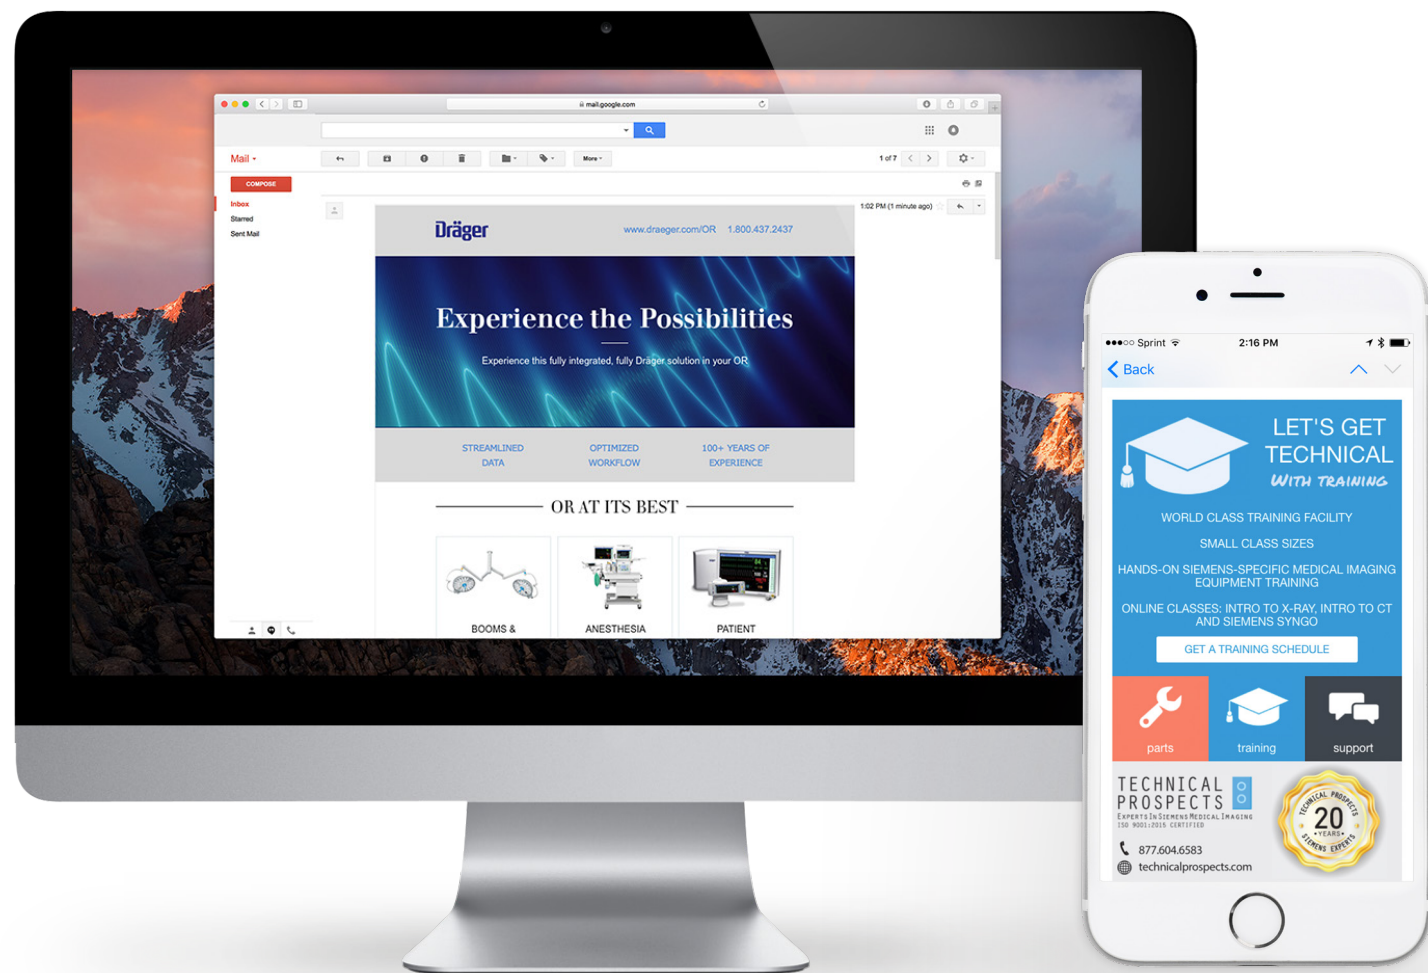 mail.google.com
Mail
More
1 of 7
COMPOSE
Inbox
Starred
Sent Mail
1:02 PM (1 minute ago)
Dräger
www.draeger.com/OR 1.800.437.2437
Experience the Possibilities
Experience this fully integrated, fully Dräger solution in your OR
STREAMLINED
DATA
OPTIMIZED
WORKFLOW
100+ YEARS OF
EXPERIENCE
OR AT ITS BEST
BOOMS &
ANESTHESIA
PATIENT
Sprint
2:16 PM
Back
LET'S GET
TECHNICAL
WITH TRAINING
WORLD CLASS TRAINING FACILITY
SMALL CLASS SIZES
HANDS-ON SIEMENS-SPECIFIC MEDICAL IMAGING
EQUIPMENT TRAINING
ONLINE CLASSES: INTRO TO X-RAY, INTRO TO CT
AND SIEMENS SYNGO
GET A TRAINING SCHEDULE
parts
training
support
TECHNICAL
PROSPECTS
EXPERTS IN SIEMENS MEDICAL IMAGING
ISO 9001:2015 CERTIFIED
877.604.6583
technicalprospects.com
TECHNICAL PROSPECTS
20
YEARS
SIEMENS EXPERTS